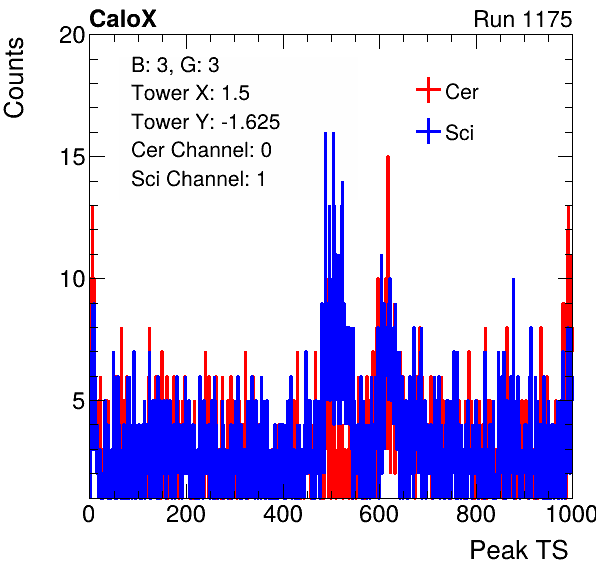 CaloX Run 1175
Counts
20
15
10
5
B: 3, G: 3
Tower X: 1.5
Tower Y: -1.625
Cer Channel: 0
Sci Channel: 1
Cer
Sci
0 200 400 600 800 1000
Peak TS